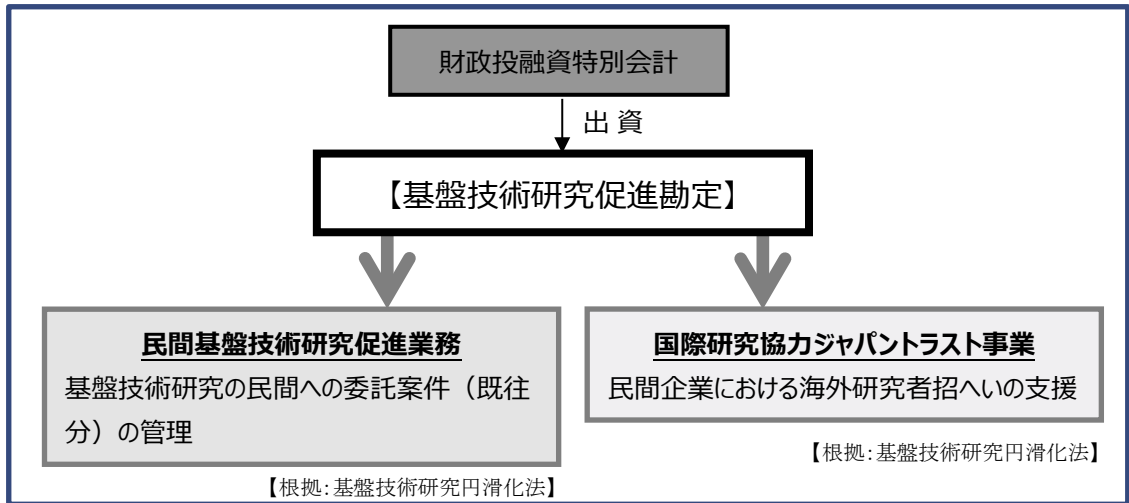 財政投融資特別会計
出 資
【基盤技術研究促進勘定】
民間基盤技術研究促進業務
基盤技術研究の民間への委託案件（既往
分）の管理
【根拠:基盤技術研究円滑化法】
国際研究協力ジャパントラスト事業
民間企業における海外研究者招へいの支援
【根拠:基盤技術研究円滑化法】